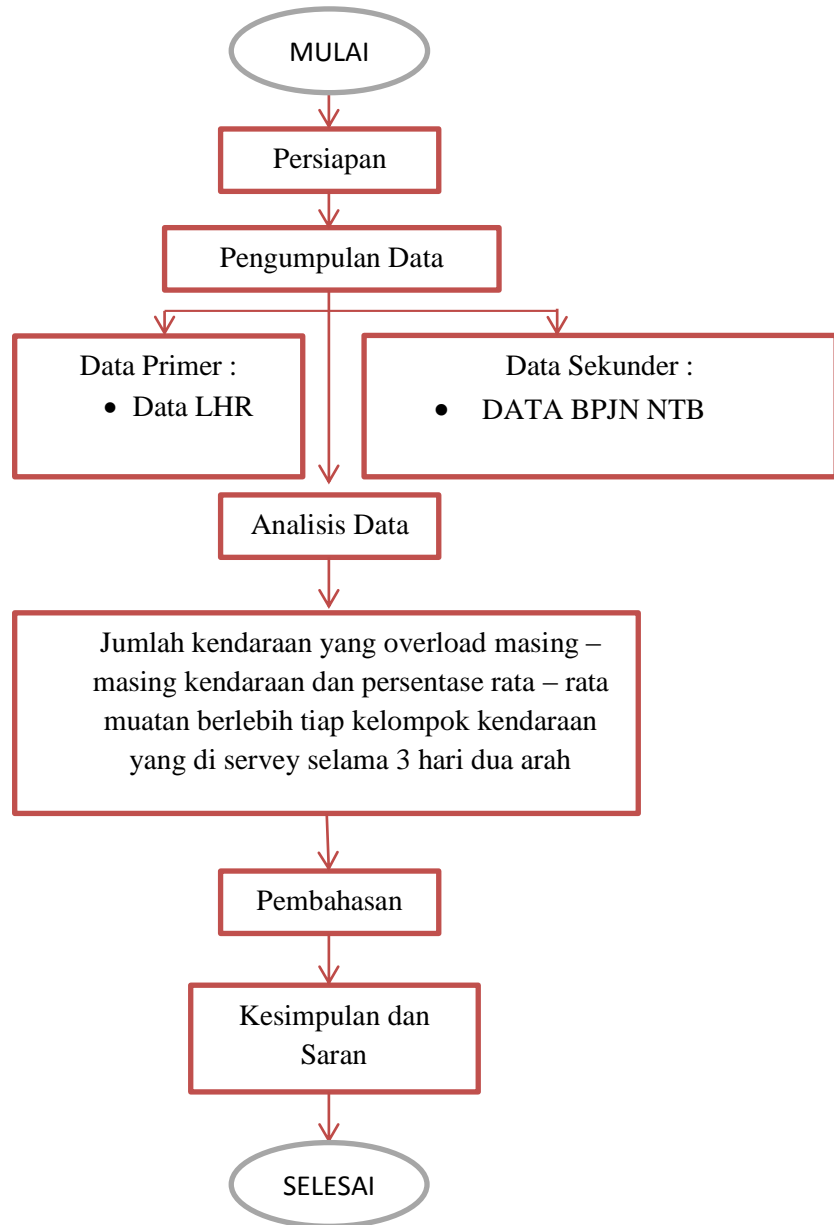 MULAI
Persiapan
Pengumpulan Data
Data Primer :
• Data LHR
Data Sekunder :
• DATA BPJN NTB
Analisis Data
Jumlah kendaraan yang overload masing –
masing kendaraan dan persentase rata – rata
muatan berlebih tiap kelompok kendaraan
yang di servey selama 3 hari dua arah
Pembahasan
Kesimpulan dan
Saran
SELESAI